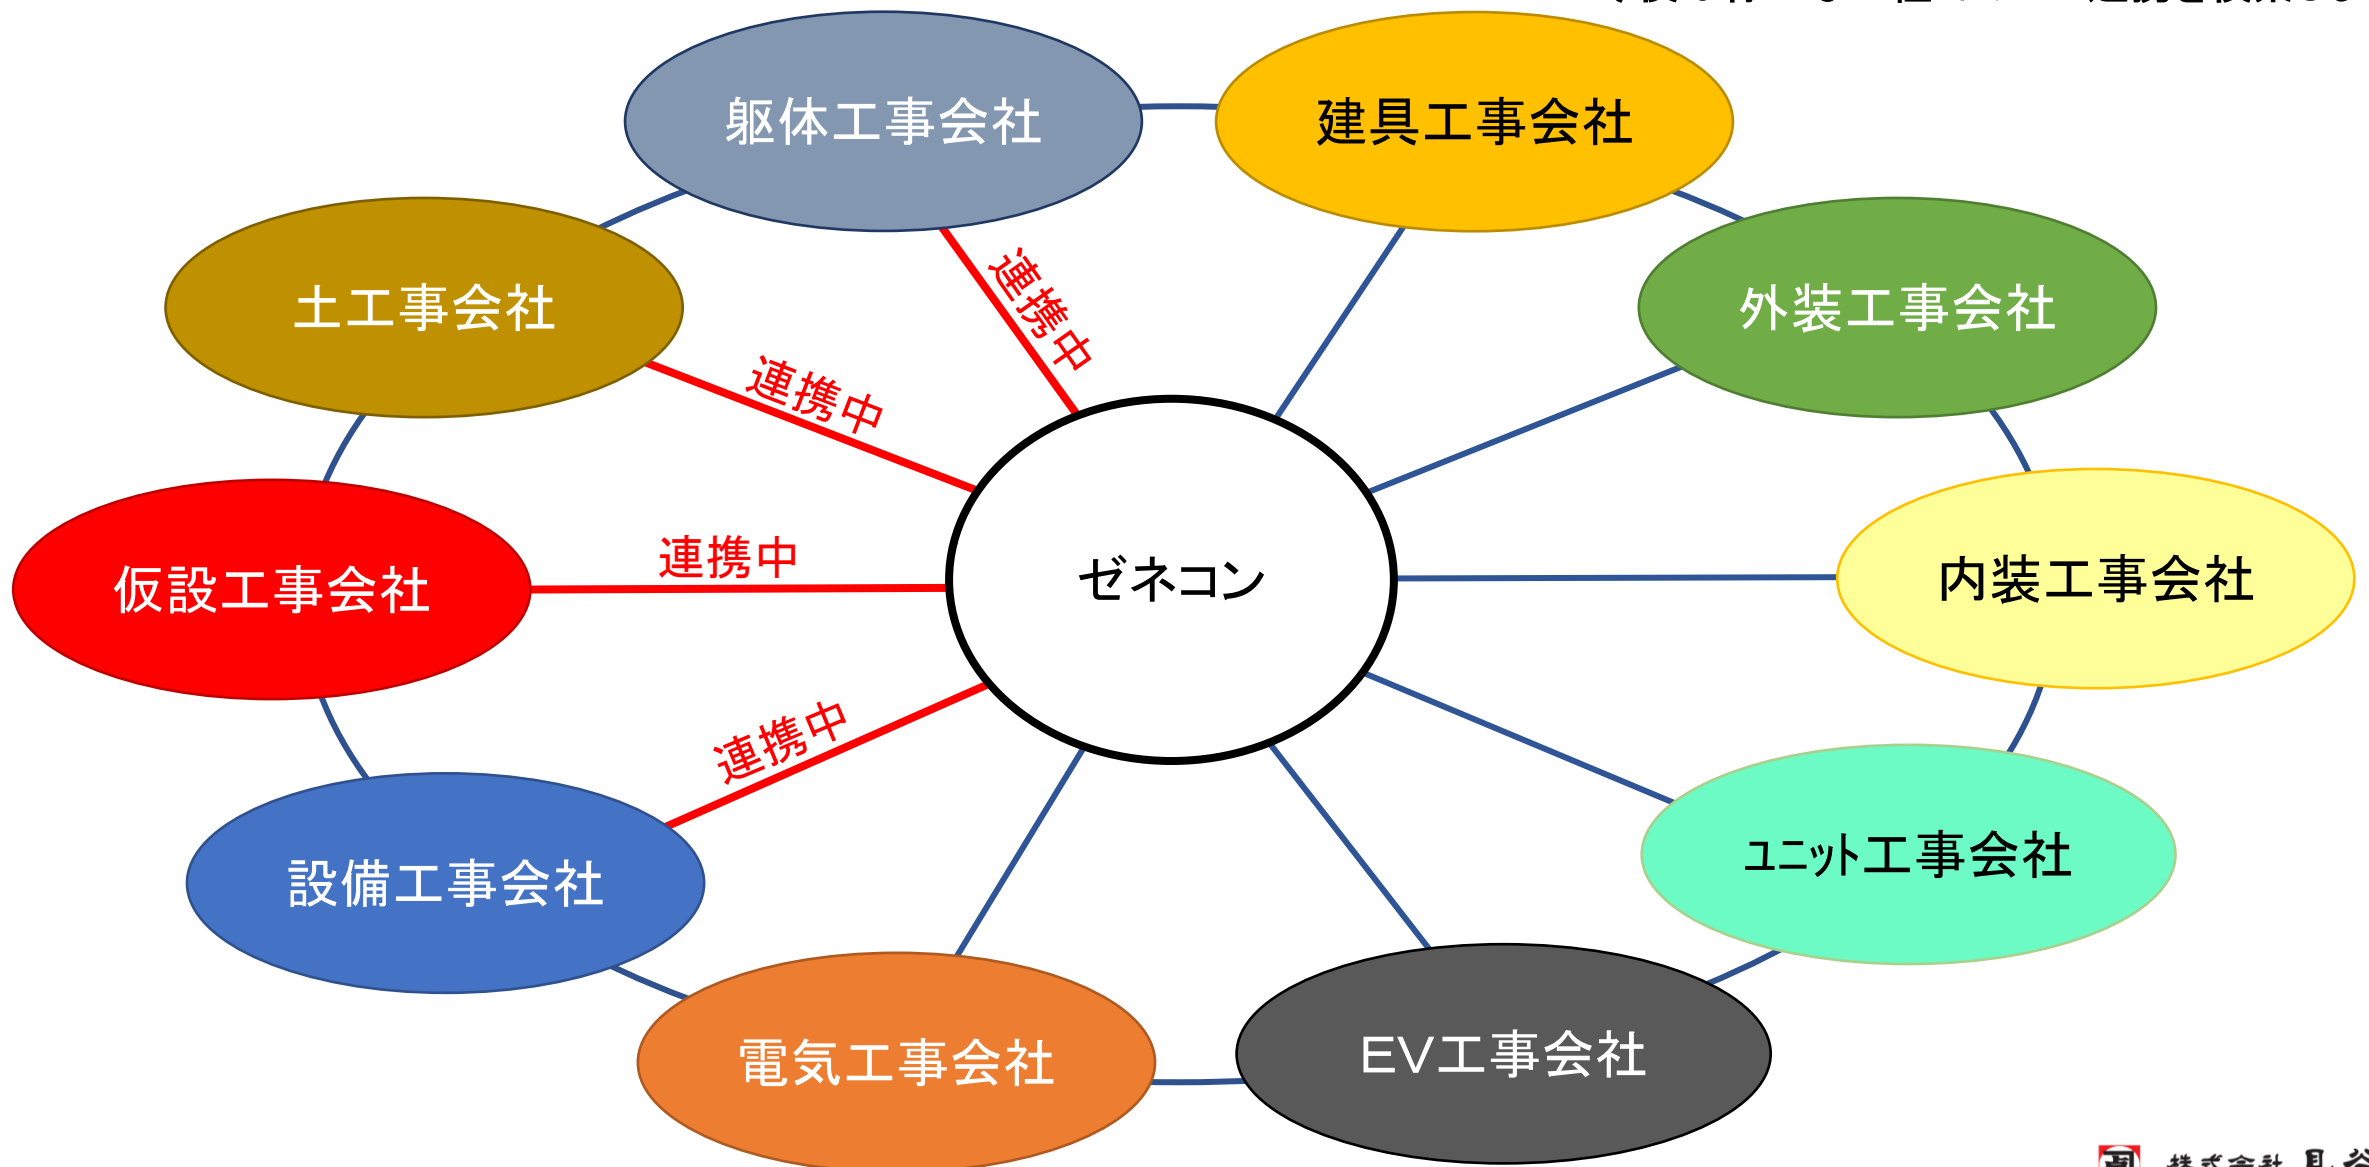 躯体工事会社
建具工事会社
土工事会社
外装工事会社
連携中
連携中
連携中
仮設工事会社
ゼネコン
内装工事会社
連携中
設備工事会社
ユニット工事会社
電気工事会社
EV工事会社
株式会社